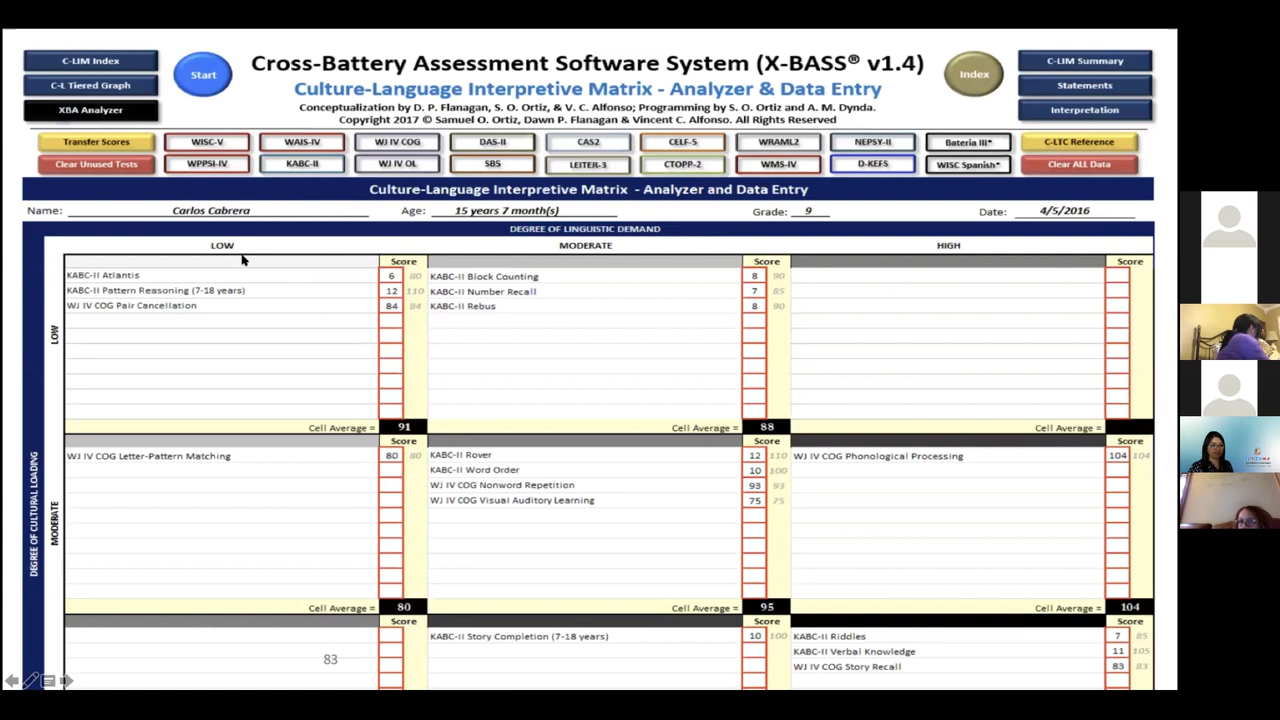 Cross-Battery Assessment Software System (X-BASS® v1.4)
Culture-Language Interpretive Matrix - Analyzer & Data Entry
Conceptualization by D. P. Flanagan, S. O. Ortiz, & V. C. Alfonso; Programming by S. O. Ortiz and A. M. Dynda.
Copyright 2017 © Samuel O. Ortiz, Dawn P. Flanagan & Vincent C. Alfonso. All Rights Reserved
C-LIM Index
C-L Tiered Graph
XBA Analyzer
Start
Index
C-LIM Summary
Statements
Interpretation
Transfer Scores WISC-V WAIS-IV WJ IV COG DAS-II CAS2 CELF-5 WRAML2 NEPSY-II Bateria III* C-LTC Reference
Clear Unused Tests WPPSI-IV KABC-II WJ IV OL SB5 LEITER-3 CTOPP-2 WMS-IV D-KEFS WISC Spanish* Clear ALL Data
Culture-Language Interpretive Matrix - Analyzer and Data Entry
Name: Carlos Cabrera Age: 15 years 7 month(s) Grade: 9 Date: 4/5/2016
DEGREE OF LINGUISTIC DEMAND
LOW MODERATE HIGH
DEGREE OF CULTURAL LOADING
LOW
Score Score Score
KABC-II Atlantis 6 80 KABC-II Block Counting 8 90
KABC-II Pattern Reasoning (7-18 years) 12 110 KABC-II Number Recall 7 85
WJ IV COG Pair Cancellation 84 84 KABC-II Rebus 8 90
Cell Average = 91 Cell Average = 88 Cell Average =
MODERATE
Score Score Score
WJ IV COG Letter-Pattern Matching 80 80 KABC-II Rover 12 110 WJ IV COG Phonological Processing 104 104
KABC-II Word Order 10 100
WJ IV COG Nonword Repetition 93 93
WJ IV COG Visual Auditory Learning 75 75
Cell Average = 80 Cell Average = 95 Cell Average = 104
Score Score Score
KABC-II Story Completion (7-18 years) 10 100 KABC-II Riddles 7 85
KABC-II Verbal Knowledge 11 105
WJ IV COG Story Recall 83 83
83